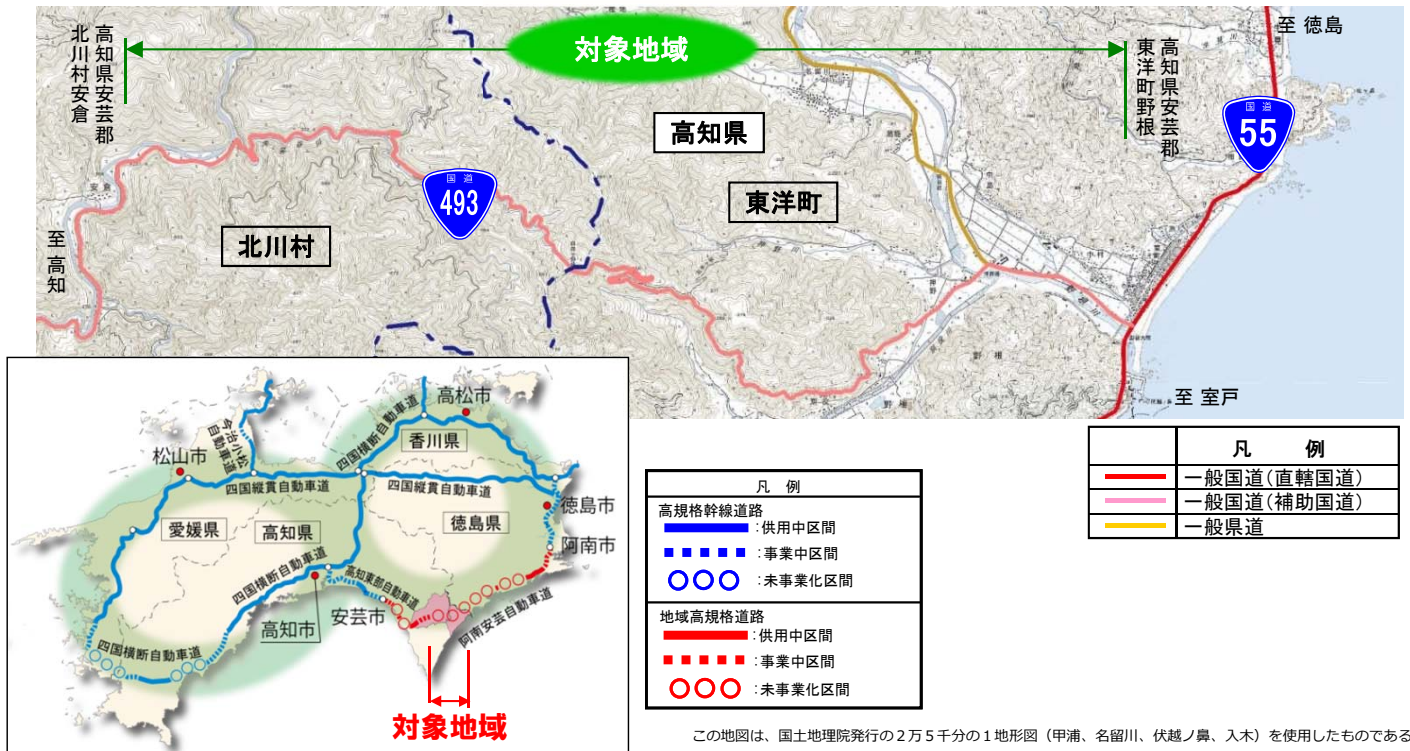 高知県安芸郡
北川村安倉
対象地域
高知県安芸郡
東洋町野根
至 徳島
国道
55
高知県
東洋町
国道
493
北川村
安倉
至 高知
至 室戸
凡 例
一般国道(直轄国道)
一般国道(補助国道)
一般県道
高松市
香川県
今治小松
自動車道
四国横断自動車道
松山市
四国縦貫自動車道
四国縦貫自動車道
徳島市
愛媛県
高知県
徳島県
阿南市
四国横断自動車道
高知東部自動車道
安芸市
阿南安芸自動車道
高知市
四国横断自動車道
対象地域
凡 例
高規格幹線道路
:供用中区間
:事業中区間
:未事業化区間
地域高規格道路
:供用中区間
:事業中区間
:未事業化区間
この地図は、国土地理院発行の2万5千分の1地形図(甲浦、名留川、伏越ノ鼻、入木)を使用したものである